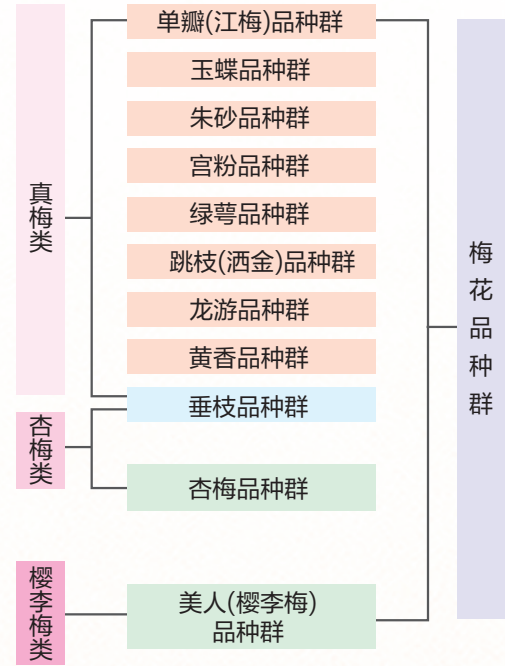 真梅类
单瓣(江梅)品种群
玉蝶品种群
朱砂品种群
宫粉品种群
绿萼品种群
跳枝(洒金)品种群
龙游品种群
黄香品种群
垂枝品种群
杏梅类
杏梅品种群
樱李梅类
美人(樱李梅)
品种群
梅花品种群